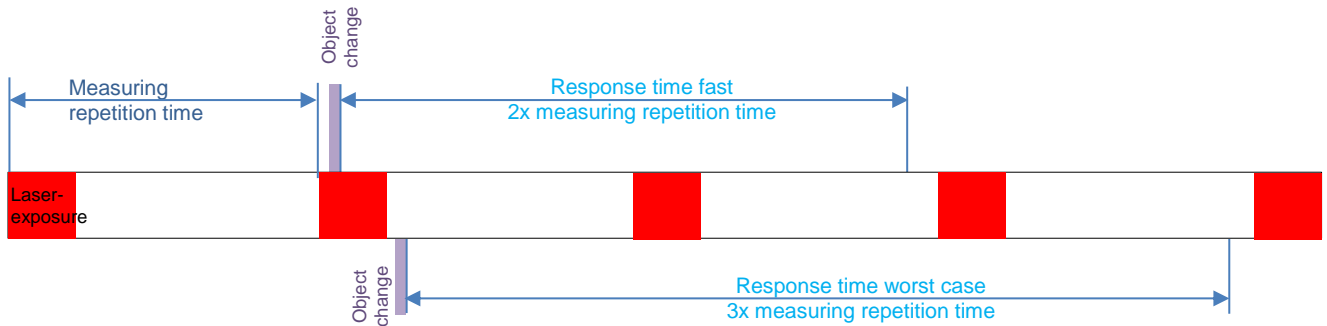 Object
change
Measuring
repetition time
Response time fast
2x measuring repetition time
Laser-
exposure
Object
change
Response time worst case
3x measuring repetition time